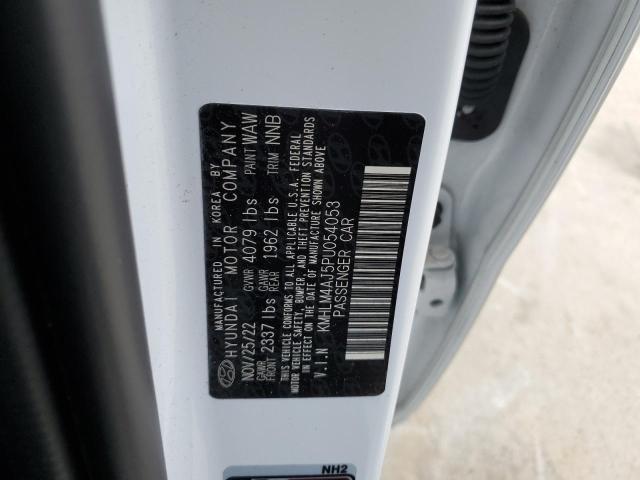 MANUFACTURED IN KOREA BY
HYUNDAI MOTOR COMPANY
NOV/25/22 GVWR 4079 lbs PAINT WAW
GAWR FRONT 2337 lbs GAWR REAR 1962 lbs TRIM NNB
THIS VEHICLE CONFORMS TO ALL APPLICABLE U.S.A. FEDERAL
MOTOR VEHICLE SAFETY, BUMPER, AND THEFT PREVENTION STANDARDS
IN EFFECT ON THE DATE OF MANUFACTURE SHOWN ABOVE
V.I.N KMHLM4AJ5PU054053
PASSENGER CAR
NH2